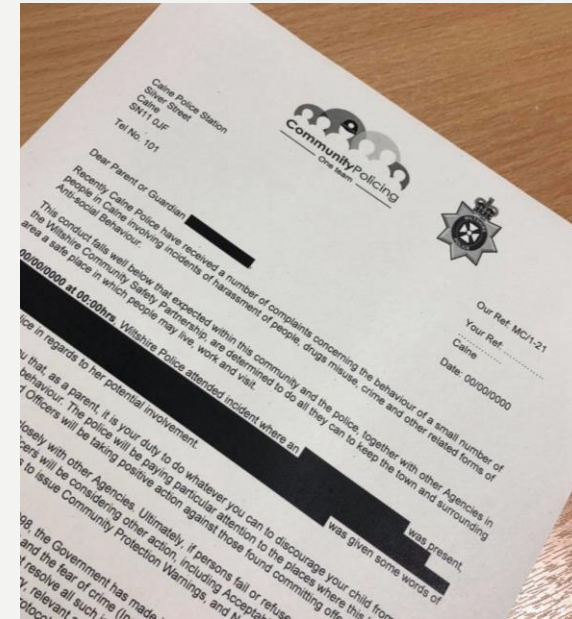 Calne Police Station
Silver Street
Calne
SN11 0JF
Tel No. 101
CommunityPolicing
One team
Our Ref: MC/1-21
Your Ref:
Calne
Date: 00/00/0000
Dear Parent or Guardian
Recently Calne Police have received a number of complaints concerning the behaviour of a small number of
people in Calne involving incidents of harassment of people, drugs misuse, crime and other related forms of
Anti-social Behaviour.
This conduct falls well below that expected within this community and the police, together with other Agencies in
the Wiltshire Community Safety Partnership, are determined to do all they can to keep the town and surrounding
area a safe place in which people may live, work and visit.
00/00/0000 at 00:00hrs, Wiltshire Police attended incident where an
was present,
was given some words of
in regards to her potential involvement.
that, as a parent, it is your duty to do whatever you can to discourage your child from
behaviour. The police will be paying particular attention to the places where this
Officers will be taking positive action against those found committing
closely with other Agencies. Ultimately, if persons fail or refuse
will be considering other action, including
to issue Community Protection Warnings, and
the Government has made
and the fear of crime
resolve all such
relevant